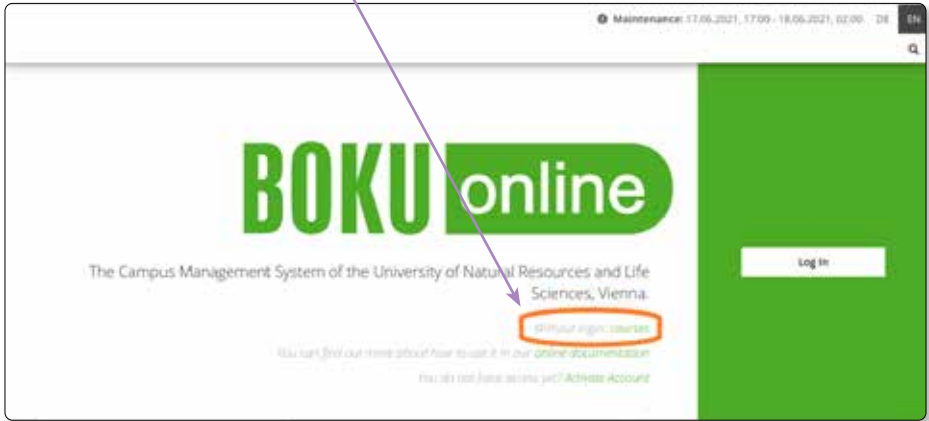 Maintenance: 17.06.2021, 17:00 - 18.06.2021, 02:00 DE EN
BOKU online
Log In
The Campus Management System of the University of Natural Resources and Life
Sciences, Vienna.
Without login: courses
You can find out more about how to use it in our online documentation
You do not have access yet? Activate Account